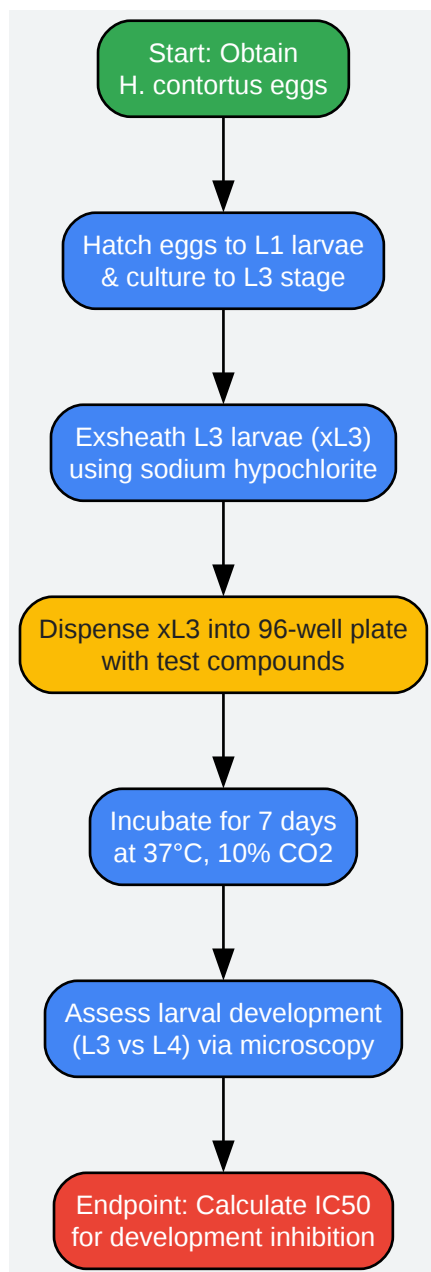 Start: Obtain
H. contortus eggs
Hatch eggs to L1 larvae
& culture to L3 stage
Exsheath L3 larvae (xL3)
using sodium hypochlorite
Dispense xL3 into 96-well plate
with test compounds
Incubate for 7 days
at 37°C, 10% CO2
Assess larval development
(L3 vs L4) via microscopy
Endpoint: Calculate IC50
for development inhibition